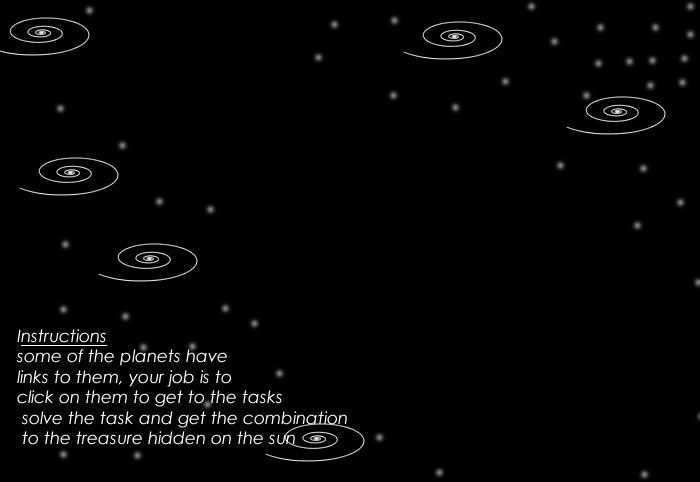 Instructions
some of the planets have
links to them, your job is to
click on them to get to the tasks
solve the task and get the combination
to the treasure hidden on the sun